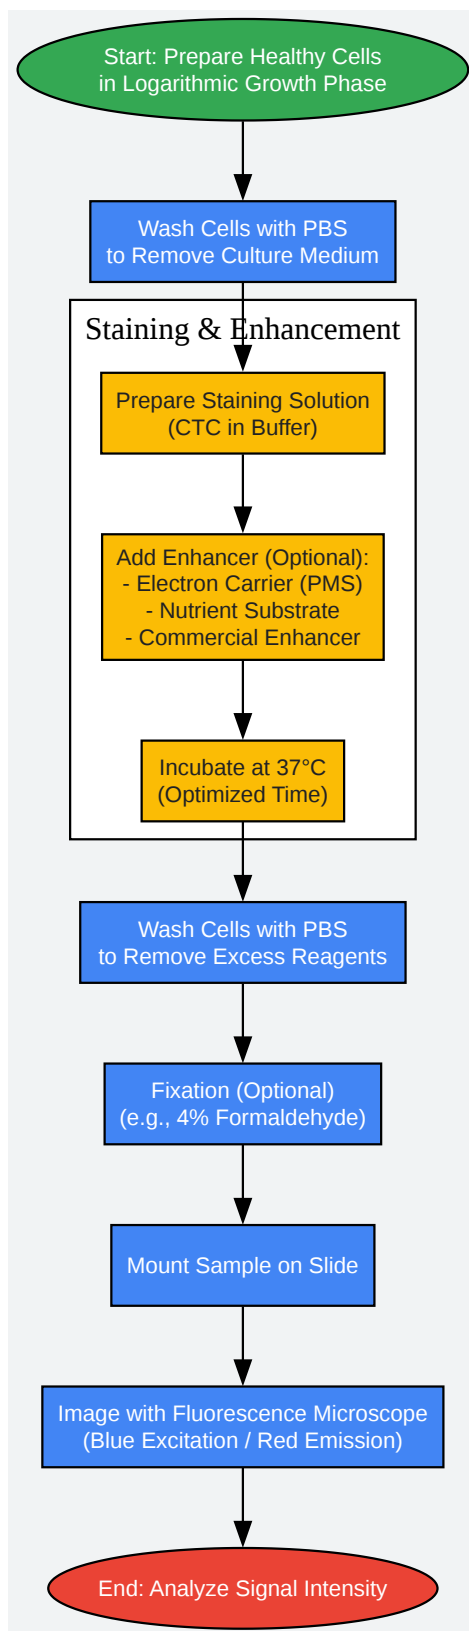 Start: Prepare Healthy Cells
in Logarithmic Growth Phase
Wash Cells with PBS
to Remove Culture Medium
Staining & Enhancement
Prepare Staining Solution
(CTC in Buffer)
Add Enhancer (Optional):
- Electron Carrier (PMS)
- Nutrient Substrate
- Commercial Enhancer
Incubate at 37°C
(Optimized Time)
Wash Cells with PBS
to Remove Excess Reagents
Fixation (Optional)
(e.g., 4% Formaldehyde)
Mount Sample on Slide
Image with Fluorescence Microscope
(Blue Excitation / Red Emission)
End: Analyze Signal Intensity